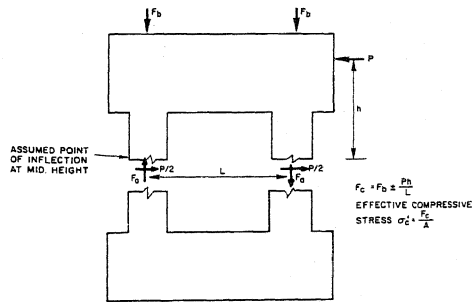 Fb
Fb
P
h
ASSUMED POINT
OF INFLECTION
AT MID. HEIGHT
P/2
L
P/2
Fa
Fa
Fc = Fb ± Ph/L
EFFECTIVE COMPRESSIVE
STRESS σc' = Fc/A